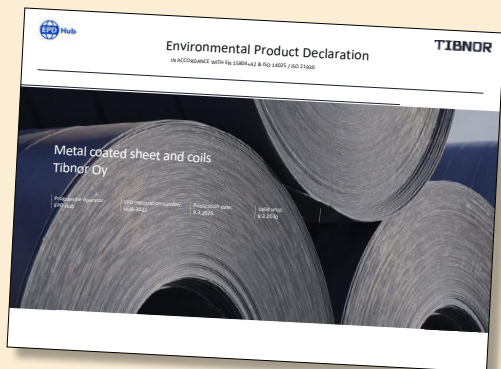 EPD Hub
TIBNOR
Environmental Product Declaration
IN ACCORDANCE WITH EN 15804+A2 & ISO 14025 / ISO 21930
Metal coated sheet and coils
Tibnor Oy
Programme operator:
EPD Hub
EPD registration number:
Publication date:
Valid until: